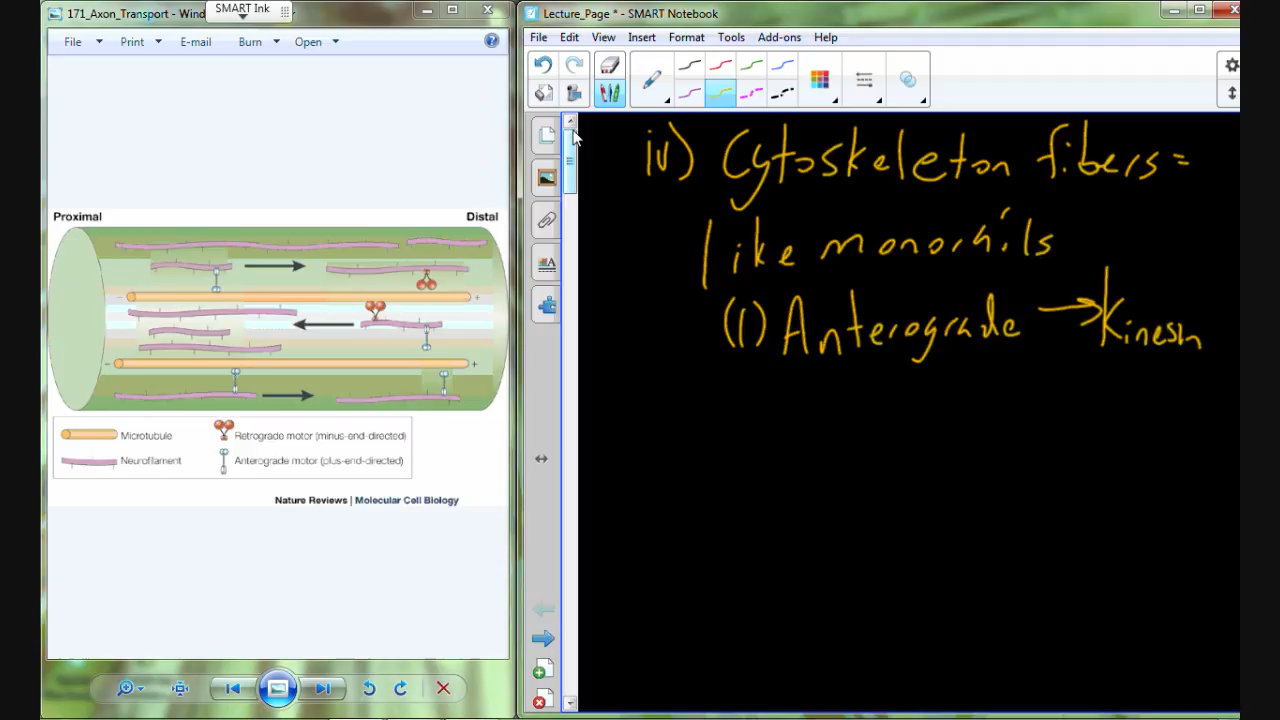 171_Axon_Transport - Wind
SMART Ink
File Print E-mail Burn Open
Proximal Distal
− +
− +
Microtubule Retrograde motor (minus-end-directed)
Neurofilament Anterograde motor (plus-end-directed)
Nature Reviews | Molecular Cell Biology
Lecture_Page * - SMART Notebook
File Edit View Insert Format Tools Add-ons Help
iv) Cytoskeleton fibers=
like monorails
(1) Anterograde → Kinesin